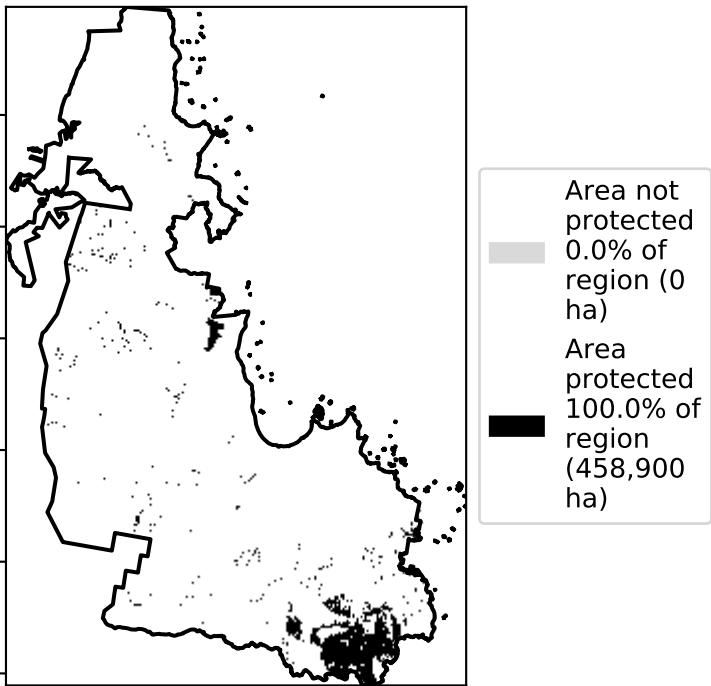 Area not
protected
0.0% of
region (0
ha)
Area
protected
100.0% of
region
(458,900
ha)